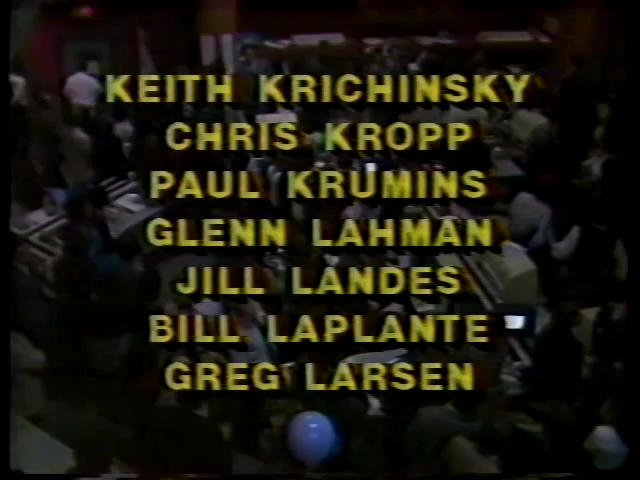 KEITH KRICHINSKY
CHRIS KROPP
PAUL KRUMINS
GLENN LAHMAN
JILL LANDES
BILL LAPLANTE
GREG LARSEN